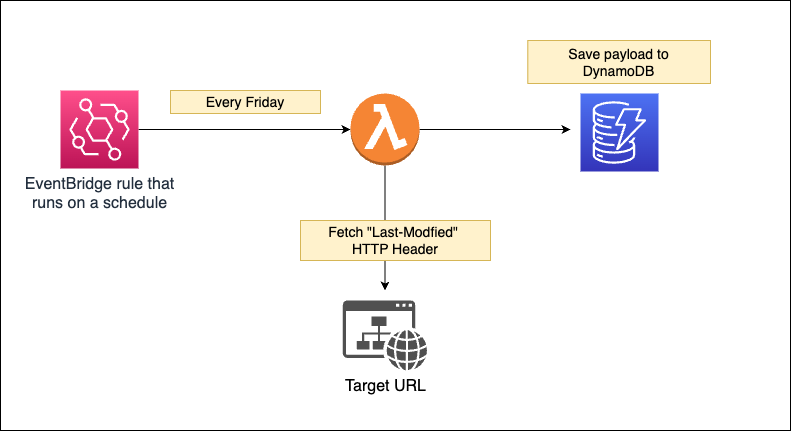 Save payload to
DynamoDB
Every Friday
EventBridge rule that
runs on a schedule
Fetch "Last-Modfied"
HTTP Header
Target URL